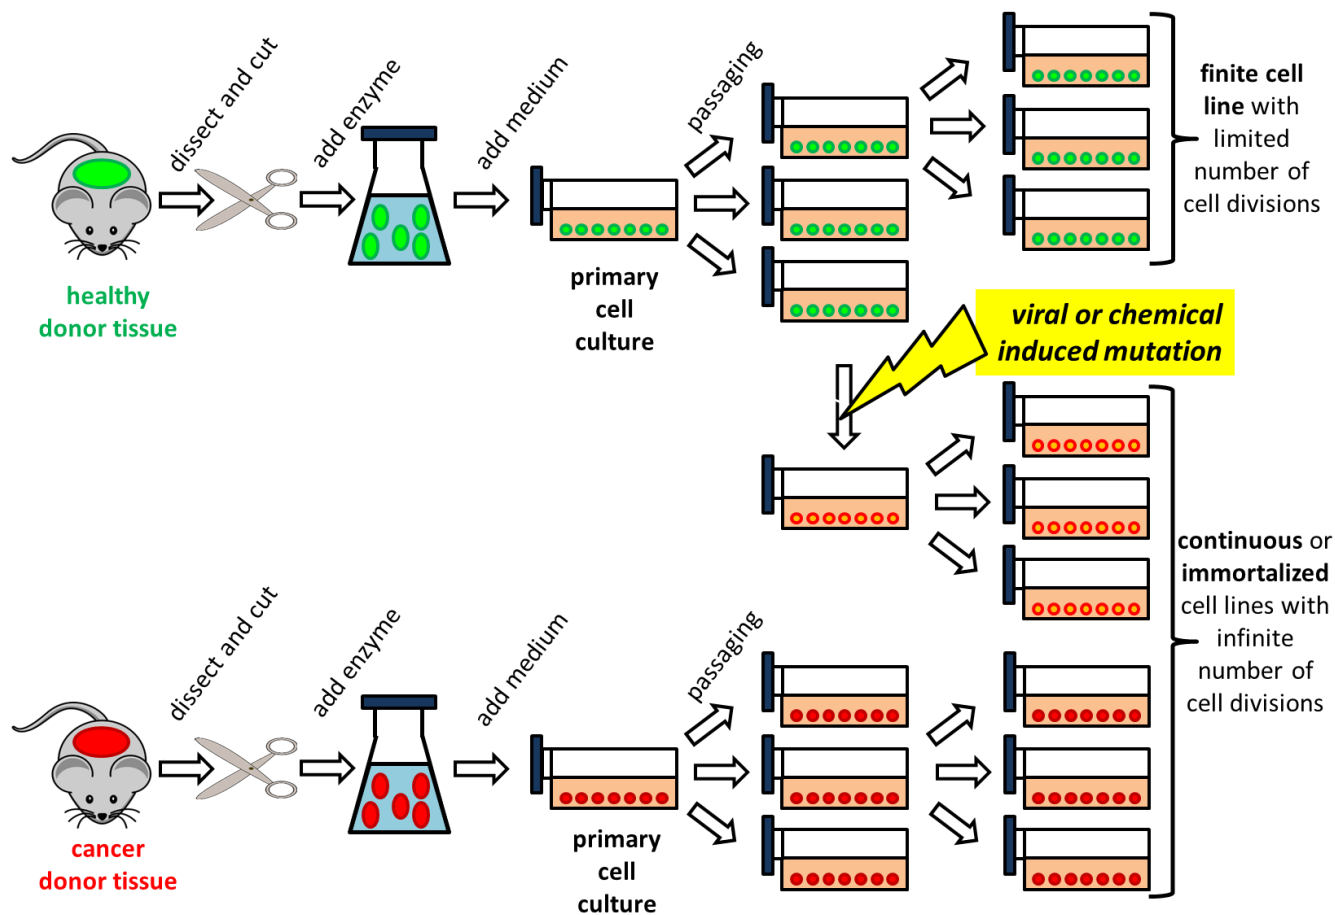 dissect and cut
add enzyme
add medium
passaging
finite cell
line with
limited
number of
cell divisions
healthy
donor tissue
primary
cell
culture
viral or chemical
induced mutation
continuous or
immortalized
cell lines with
infinite
number of
cell divisions
dissect and cut
add enzyme
add medium
passaging
cancer
donor tissue
primary
cell
culture